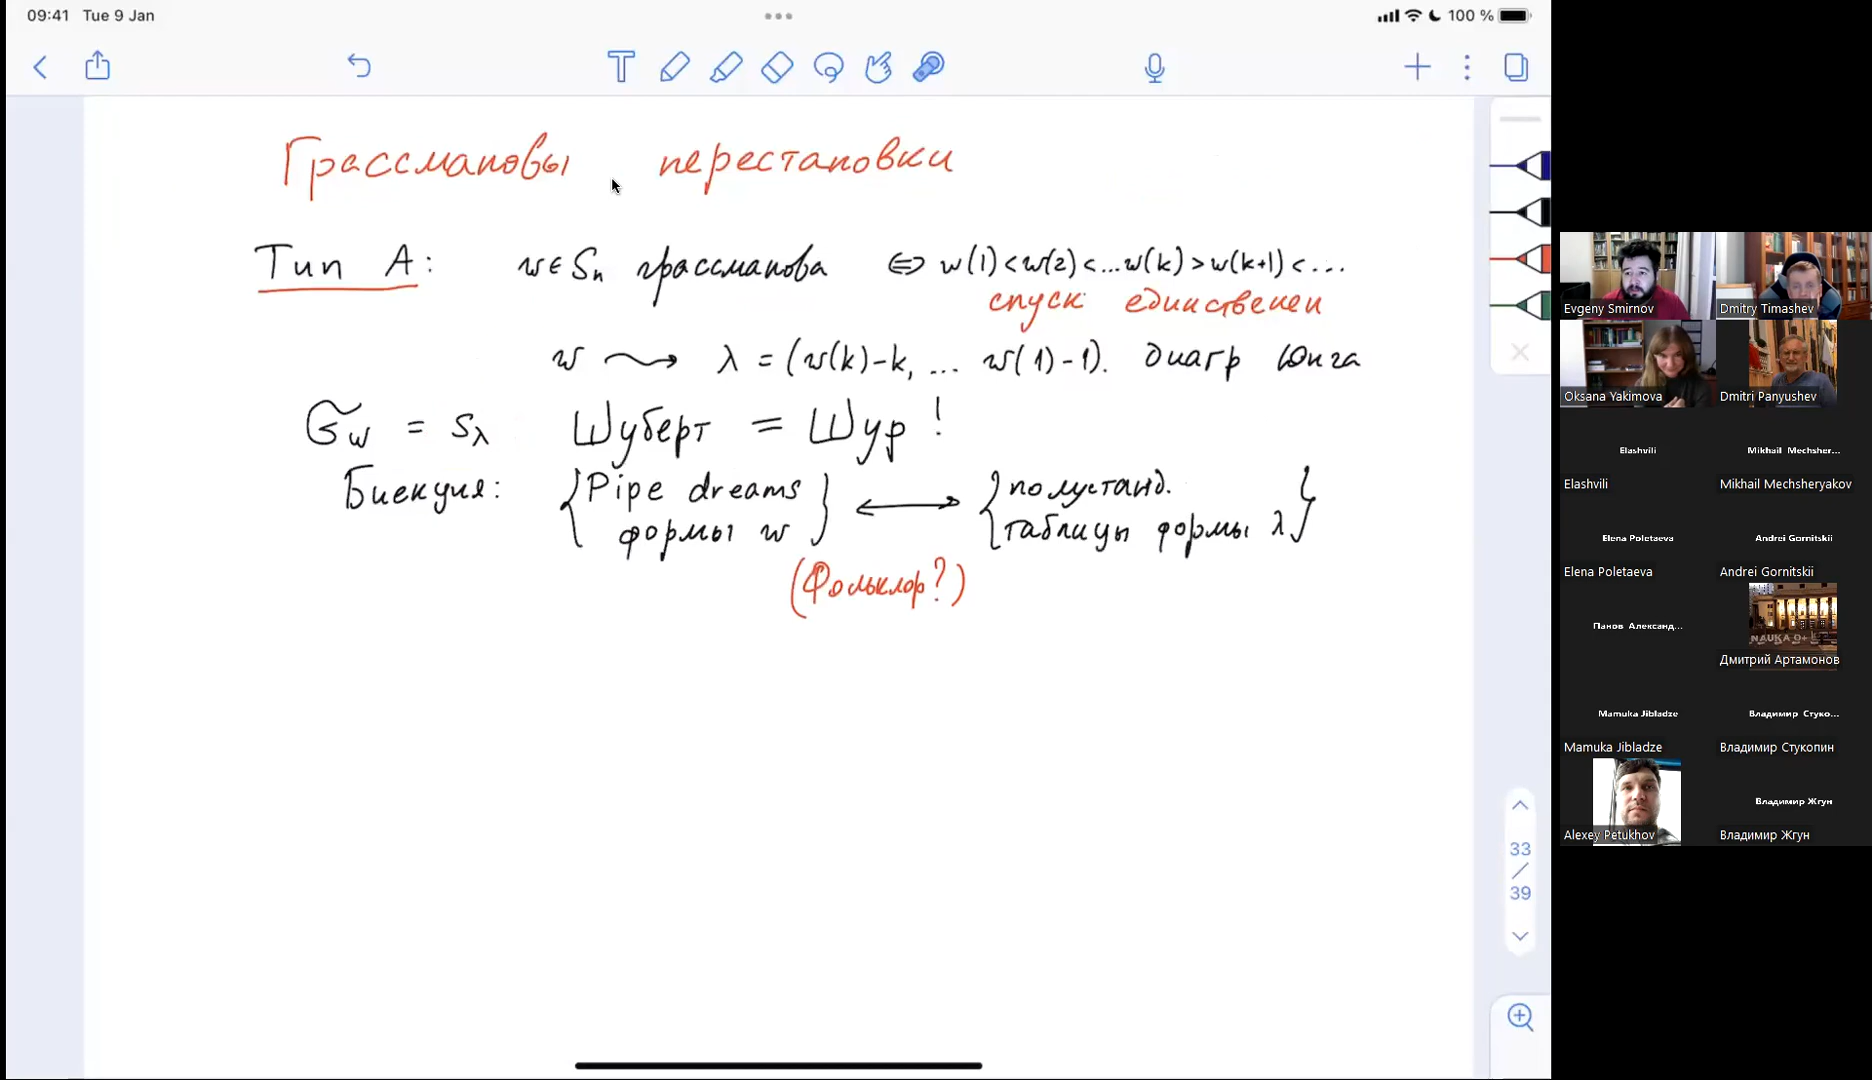 09:41 Tue 9 Jan
100 %
Грассмановы перестановки
Тип A: w ∈ Sₙ грассманова ⇔ w(1)<w(2)<...w(k)>w(k+1)<...
спуск единственен
w ⇝ λ = (w(k)-k, ... w(1)-1). диагр Юнга
𝔖_w = s_λ Шуберт = Шур !
Биекция: {Pipe dreams формы w} ⟷ {полустанд. таблицы формы λ}
(Фольклор?)
33
/
39
Evgeny Smirnov
Dmitry Timashev
Oksana Yakimova
Dmitri Panyushev
Elashvili
Mikhail Mechsher...
Elashvili
Mikhail Mechsheryakov
Elena Poletaeva
Andrei Gornitskii
Elena Poletaeva
Andrei Gornitskii
Панов Александ...
NAUKA 0+
Дмитрий Артамонов
Mamuka Jibladze
Владимир Стуко...
Mamuka Jibladze
Владимир Стукопин
Владимир Жгун
Alexey Petukhov
Владимир Жгун